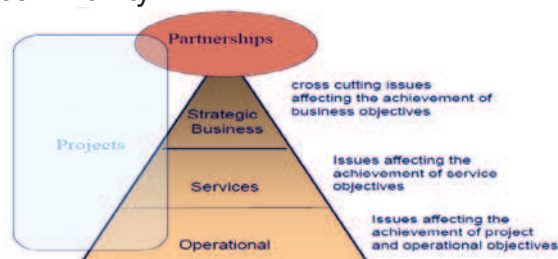 Partnerships
cross cutting issues
affecting the achievement of
business objectives
Strategic
Business
Projects
Issues affecting the
achievement of service
objectives
Services
Issues affecting the
achievement of project
and operational objectives
Operational